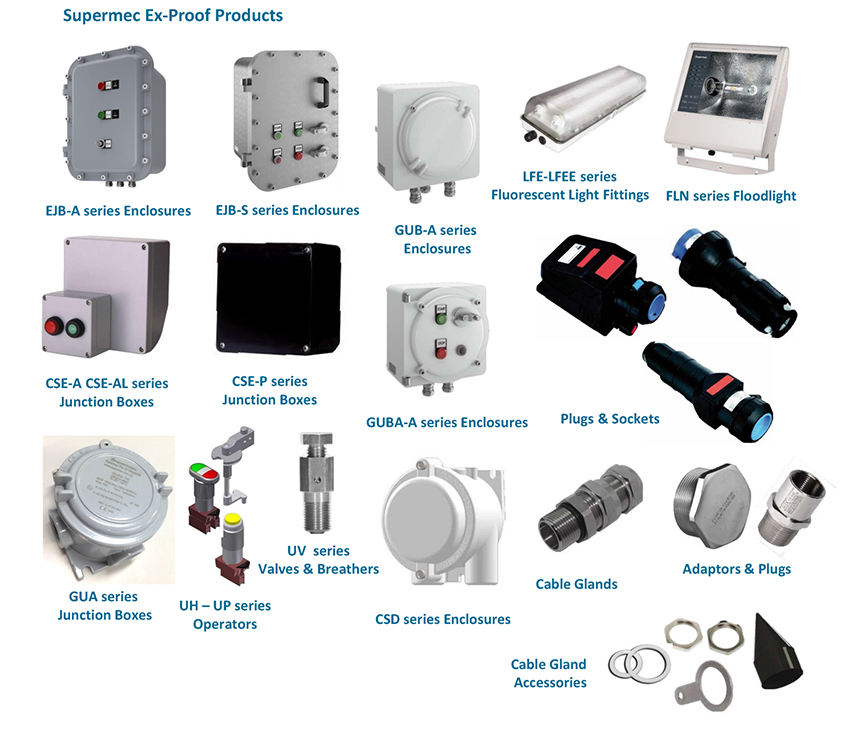 Supermec Ex-Proof Products
EJB-A series Enclosures
EJB-S series Enclosures
GUB-A series
Enclosures
LFE-LFEE series
Fluorescent Light Fittings
FLN series Floodlight
CSE-A CSE-AL series
Junction Boxes
CSE-P series
Junction Boxes
GUBA-A series Enclosures
Plugs & Sockets
GUA series
Junction Boxes
UH – UP series
Operators
UV series
Valves & Breathers
CSD series Enclosures
Cable Glands
Adaptors & Plugs
Cable Gland
Accessories